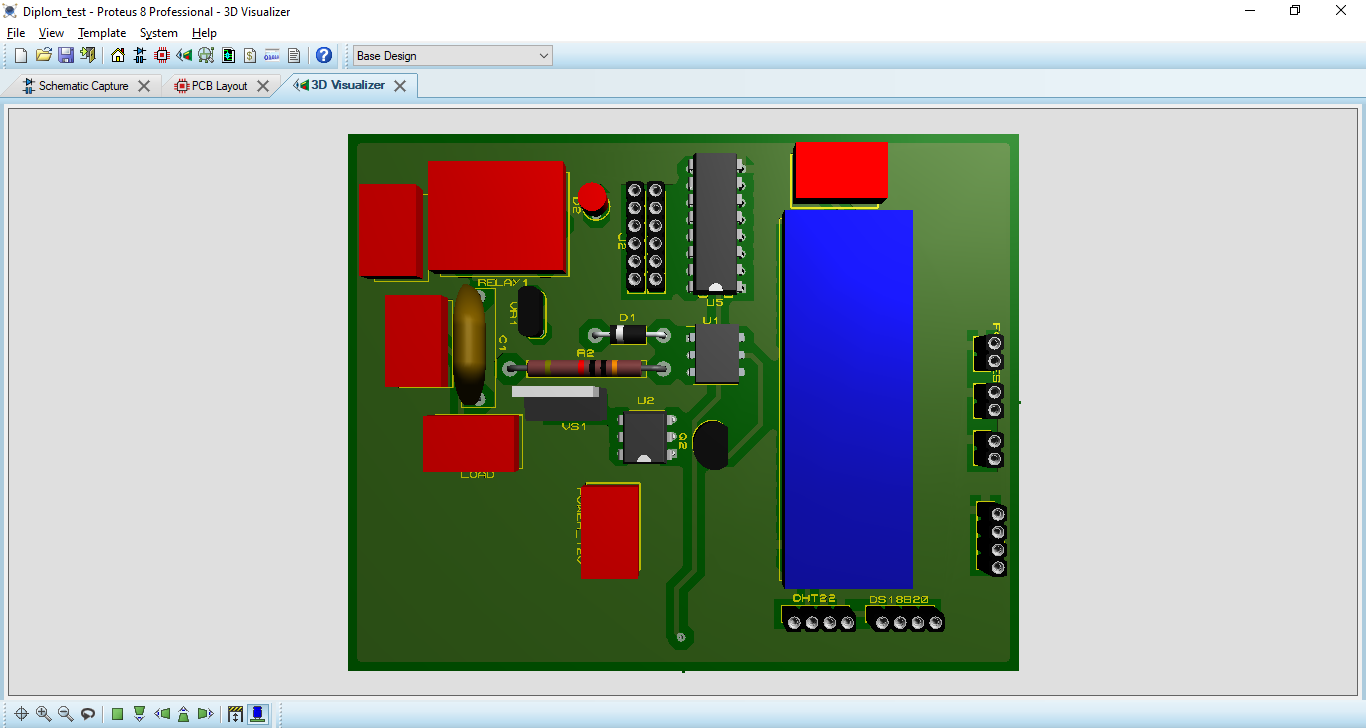 Diplom_test - Proteus 8 Professional - 3D Visualizer
File View Template System Help
$ ? Base Design
Schematic Capture PCB Layout 3D Visualizer
D2
J2
RELAY1
U5
VR1
D1
U1
C1
R2
U2
VS1
Q2
LOAD
DHT22
DS18B20